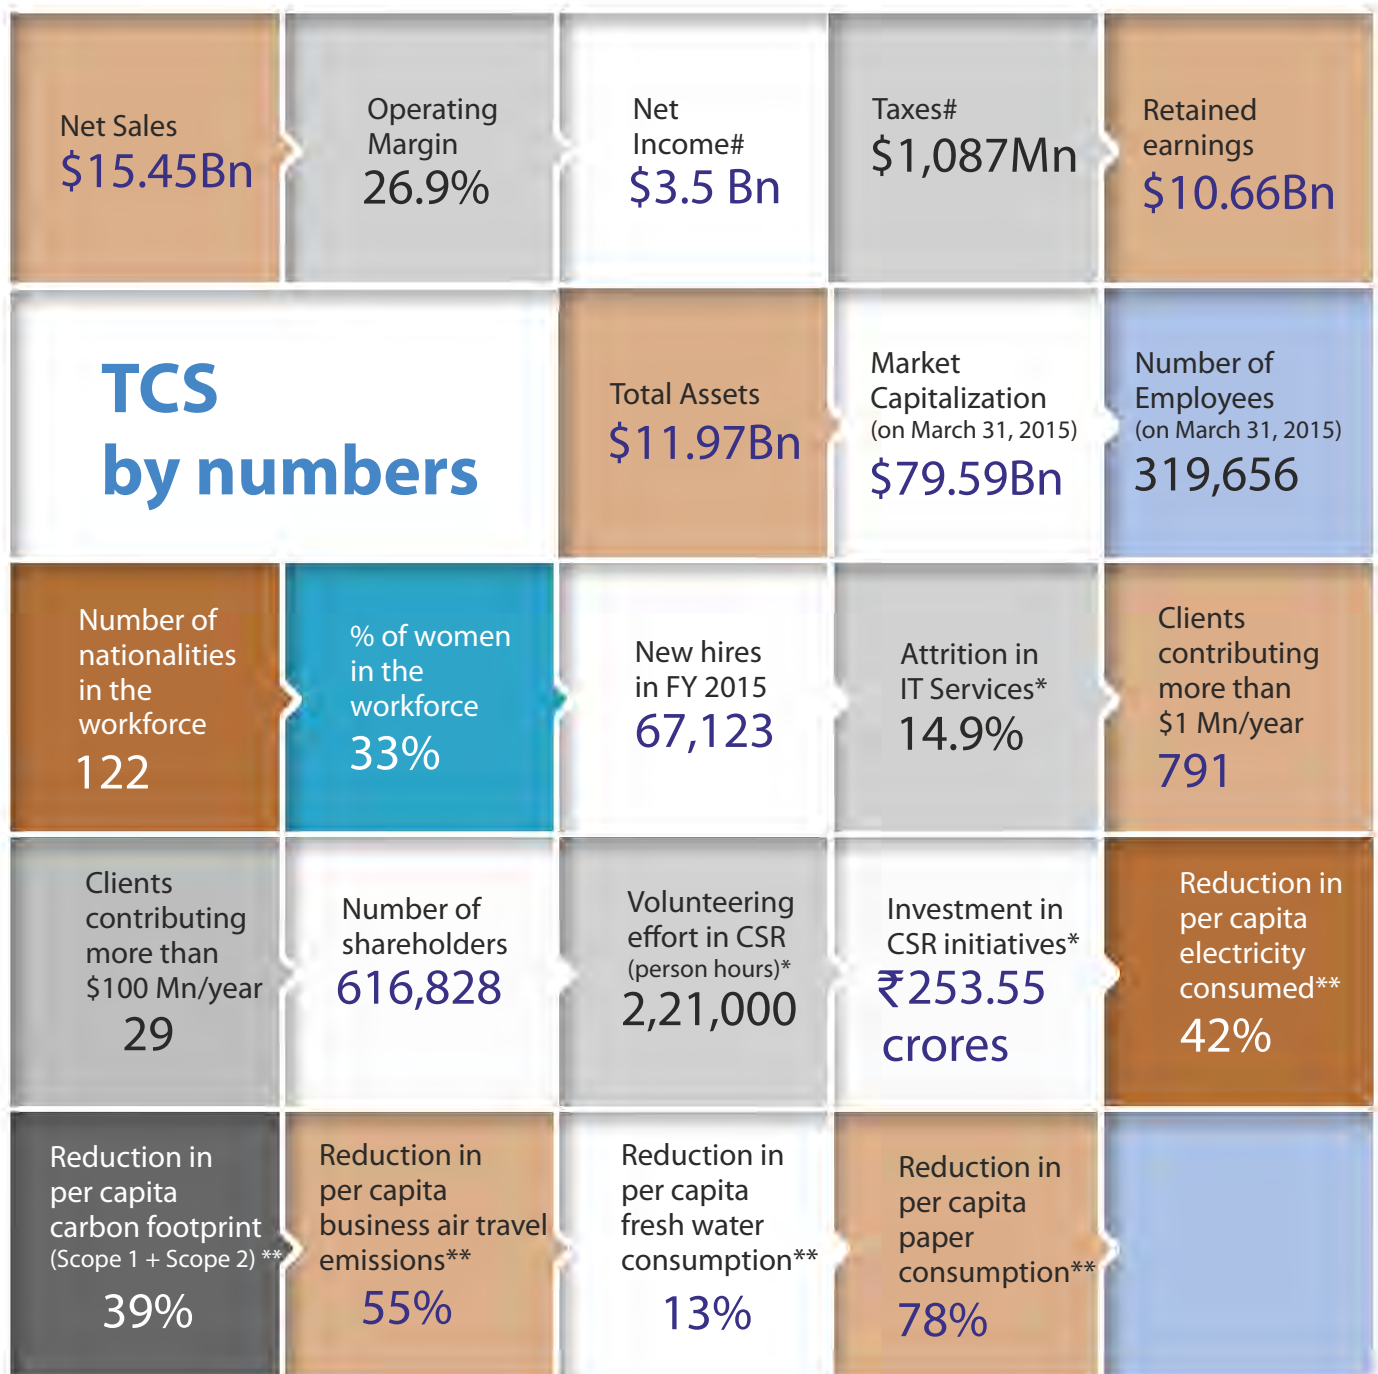 Net Sales
$15.45Bn
Operating
Margin
26.9%
Net
Income#
$3.5 Bn
Taxes#
$1,087Mn
Retained
earnings
$10.66Bn
TCS
by numbers
Total Assets
$11.97Bn
Market
Capitalization
(on March 31, 2015)
$79.59Bn
Number of
Employees
(on March 31, 2015)
319,656
Number of
nationalities
in the
workforce
122
% of women
in the
workforce
33%
New hires
in FY 2015
67,123
Attrition in
IT Services*
14.9%
Clients
contributing
more than
$1 Mn/year
791
Clients
contributing
more than
$100 Mn/year
29
Number of
shareholders
616,828
Volunteering
effort in CSR
(person hours)*
2,21,000
Investment in
CSR initiatives*
₹253.55
crores
Reduction in
per capita
electricity
consumed**
42%
Reduction in
per capita
carbon footprint
(Scope 1 + Scope 2) **
39%
Reduction in
per capita
business air travel
emissions**
55%
Reduction in
per capita
fresh water
consumption**
13%
Reduction in
per capita
paper
consumption**
78%